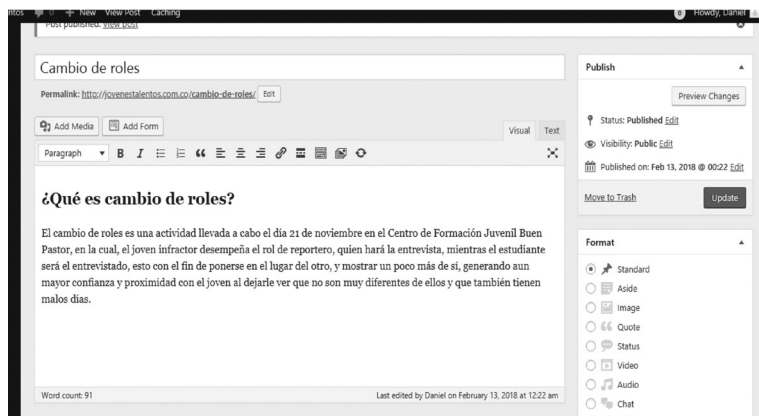 ntos 0 + New View Post Caching 0 Howdy, Daniel
Post published. View post
Cambio de roles
Permalink: http://jovenestalentos.com.co/cambio-de-roles/ Edit
Add Media Add Form
Visual Text
Paragraph B I
¿Qué es cambio de roles?
El cambio de roles es una actividad llevada a cabo el día 21 de noviembre en el Centro de Formación Juvenil Buen
Pastor, en la cual, el joven infractor desempeña el rol de reportero, quien hará la entrevista, mientras el estudiante
será el entrevistado, esto con el fin de ponerse en el lugar del otro, y mostrar un poco más de sí, generando aun
mayor confianza y proximidad con el joven al dejarle ver que no son muy diferentes de ellos y que también tienen
malos días.
Word count: 91 Last edited by Daniel on February 13, 2018 at 12:22 am
Publish
Preview Changes
Status: Published Edit
Visibility: Public Edit
Published on: Feb 13, 2018 @ 00:22 Edit
Move to Trash Update
Format
Standard
Aside
Image
Quote
Status
Video
Audio
Chat